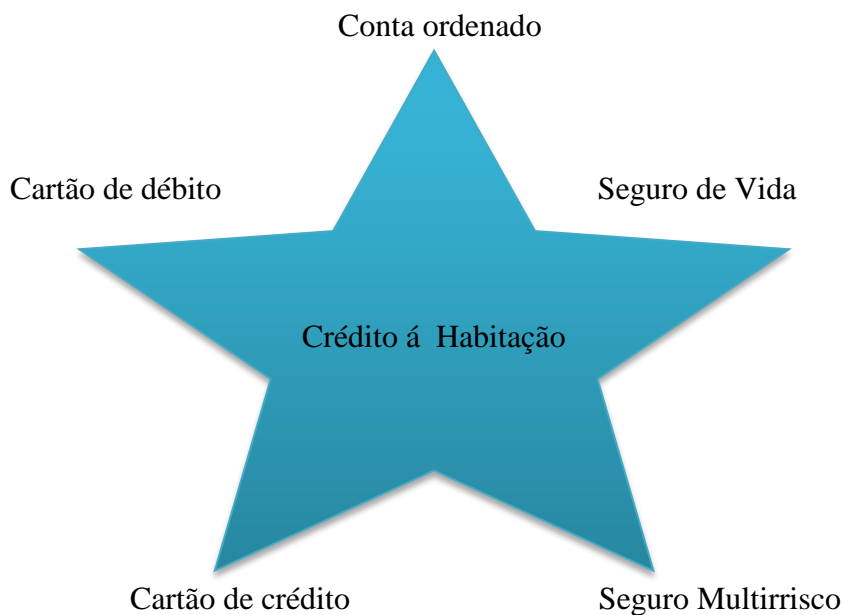 Conta ordenado
Cartão de débito
Seguro de Vida
Crédito á Habitação
Cartão de crédito
Seguro Multirrisco